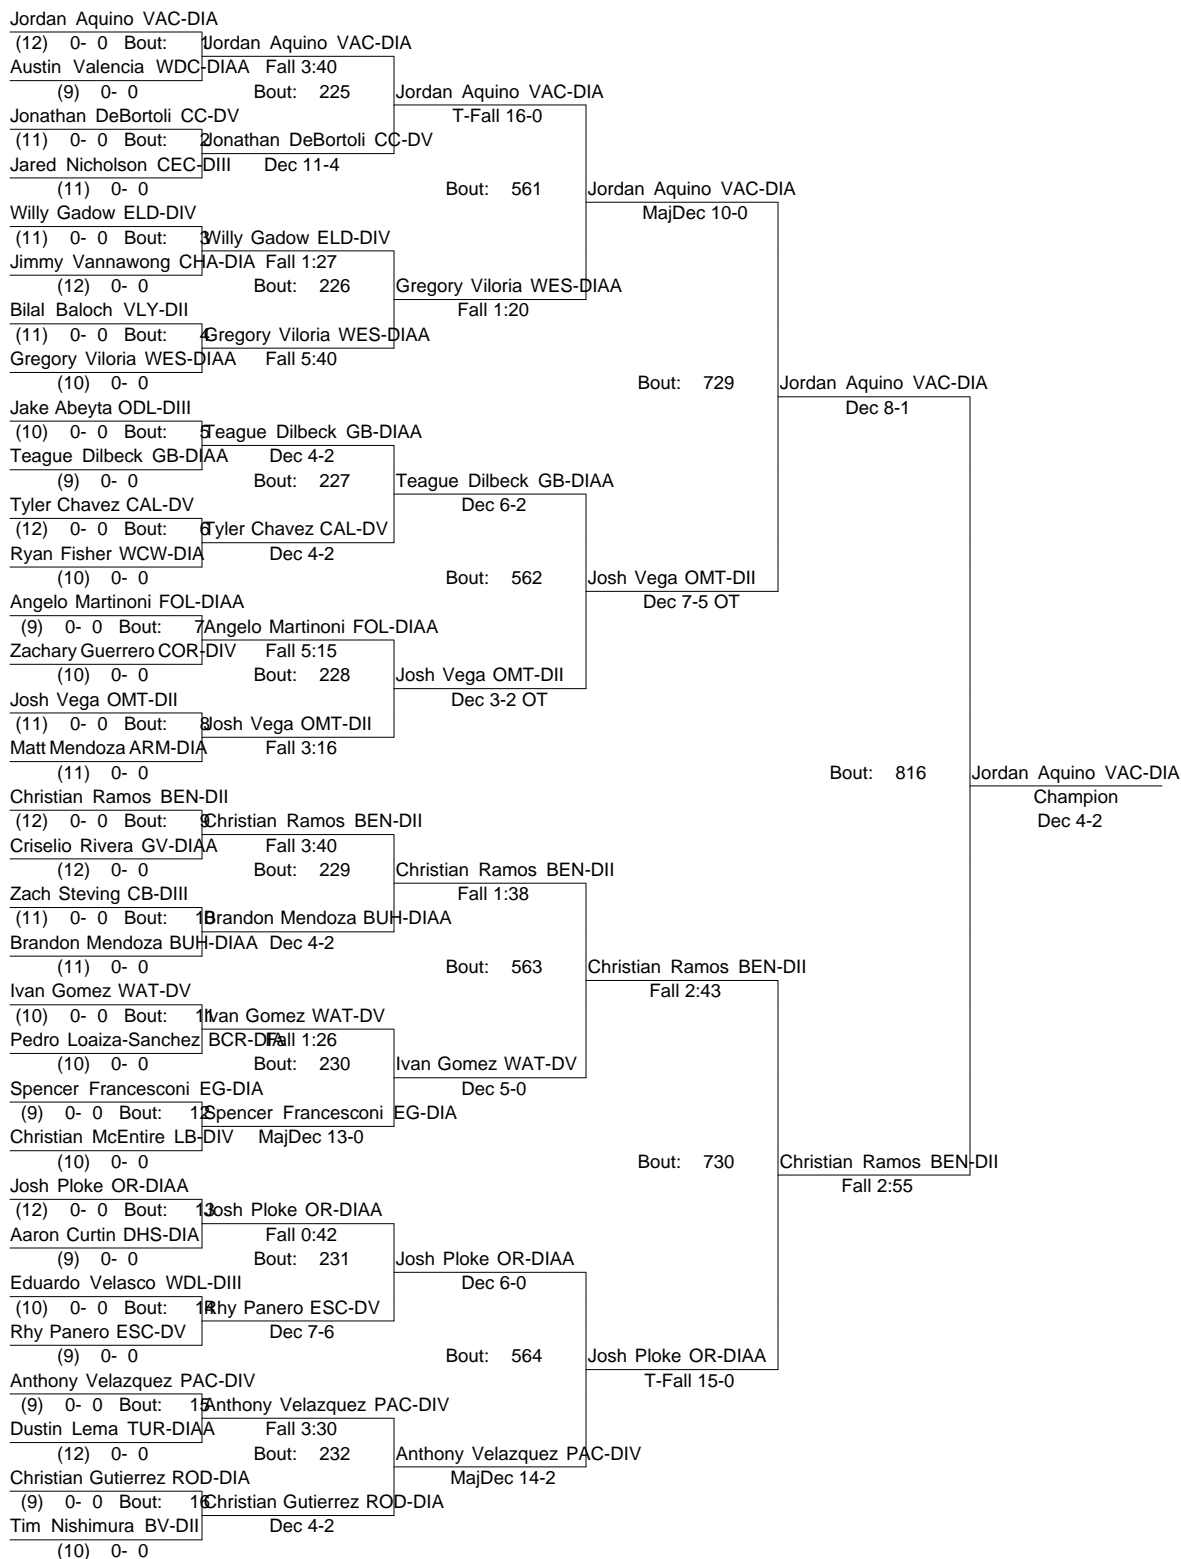 Jordan Aquino VAC-DIA
(12) 0- 0 Bout: 1 Jordan Aquino VAC-DIA
Austin Valencia WDC-DIAA Fall 3:40
(9) 0- 0 Bout: 225 Jordan Aquino VAC-DIA
Jonathan DeBortoli CC-DV T-Fall 16-0
(11) 0- 0 Bout: 2 Jonathan DeBortoli CC-DV
Jared Nicholson CEC-DIII Dec 11-4
(11) 0- 0 Bout: 561 Jordan Aquino VAC-DIA
Willy Gadow ELD-DIV MajDec 10-0
(11) 0- 0 Bout: 3 Willy Gadow ELD-DIV
Jimmy Vannawong CHA-DIA Fall 1:27
(12) 0- 0 Bout: 226 Gregory Viloria WES-DIAA
Bilal Baloch VLY-DII Fall 1:20
(11) 0- 0 Bout: 4 Gregory Viloria WES-DIAA
Gregory Viloria WES-DIAA Fall 5:40
(10) 0- 0 Bout: 729 Jordan Aquino VAC-DIA
Jake Abeyta ODL-DIII Dec 8-1
(10) 0- 0 Bout: 5 Teague Dilbeck GB-DIAA
Teague Dilbeck GB-DIAA Dec 4-2
(9) 0- 0 Bout: 227 Teague Dilbeck GB-DIAA
Tyler Chavez CAL-DV Dec 6-2
(12) 0- 0 Bout: 6 Tyler Chavez CAL-DV
Ryan Fisher WCW-DIA Dec 4-2
(10) 0- 0 Bout: 562 Josh Vega OMT-DII
Angelo Martinoni FOL-DIAA Dec 7-5 OT
(9) 0- 0 Bout: 7 Angelo Martinoni FOL-DIAA
Zachary Guerrero COR-DIV Fall 5:15
(10) 0- 0 Bout: 228 Josh Vega OMT-DII
Josh Vega OMT-DII Dec 3-2 OT
(11) 0- 0 Bout: 8 Josh Vega OMT-DII
Matt Mendoza ARM-DIA Fall 3:16
(11) 0- 0 Bout: 816 Jordan Aquino VAC-DIA
Christian Ramos BEN-DII Champion
(12) 0- 0 Bout: 9 Christian Ramos BEN-DII Dec 4-2
Criselio Rivera GV-DIAA Fall 3:40
(12) 0- 0 Bout: 229 Christian Ramos BEN-DII
Zach Steving CB-DIII Fall 1:38
(11) 0- 0 Bout: 10 Brandon Mendoza BUH-DIAA
Brandon Mendoza BUH-DIAA Dec 4-2
(11) 0- 0 Bout: 563 Christian Ramos BEN-DII
Ivan Gomez WAT-DV Fall 2:43
(10) 0- 0 Bout: 11 Ivan Gomez WAT-DV
Pedro Loaiza-Sanchez BCR-DIA Fall 1:26
(10) 0- 0 Bout: 230 Ivan Gomez WAT-DV
Spencer Francesconi EG-DIA Dec 5-0
(9) 0- 0 Bout: 12 Spencer Francesconi EG-DIA
Christian McEntire LB-DIV MajDec 13-0
(10) 0- 0 Bout: 730 Christian Ramos BEN-DII
Josh Ploke OR-DIAA Fall 2:55
(12) 0- 0 Bout: 13 Josh Ploke OR-DIAA
Aaron Curtin DHS-DIA Fall 0:42
(9) 0- 0 Bout: 231 Josh Ploke OR-DIAA
Eduardo Velasco WDL-DIII Dec 6-0
(10) 0- 0 Bout: 14 Rhy Panero ESC-DV
Rhy Panero ESC-DV Dec 7-6
(9) 0- 0 Bout: 564 Josh Ploke OR-DIAA
Anthony Velazquez PAC-DIV T-Fall 15-0
(9) 0- 0 Bout: 15 Anthony Velazquez PAC-DIV
Dustin Lema TUR-DIAA Fall 3:30
(12) 0- 0 Bout: 232 Anthony Velazquez PAC-DIV
Christian Gutierrez ROD-DIA MajDec 14-2
(9) 0- 0 Bout: 16 Christian Gutierrez ROD-DIA
Tim Nishimura BV-DII Dec 4-2
(10) 0- 0